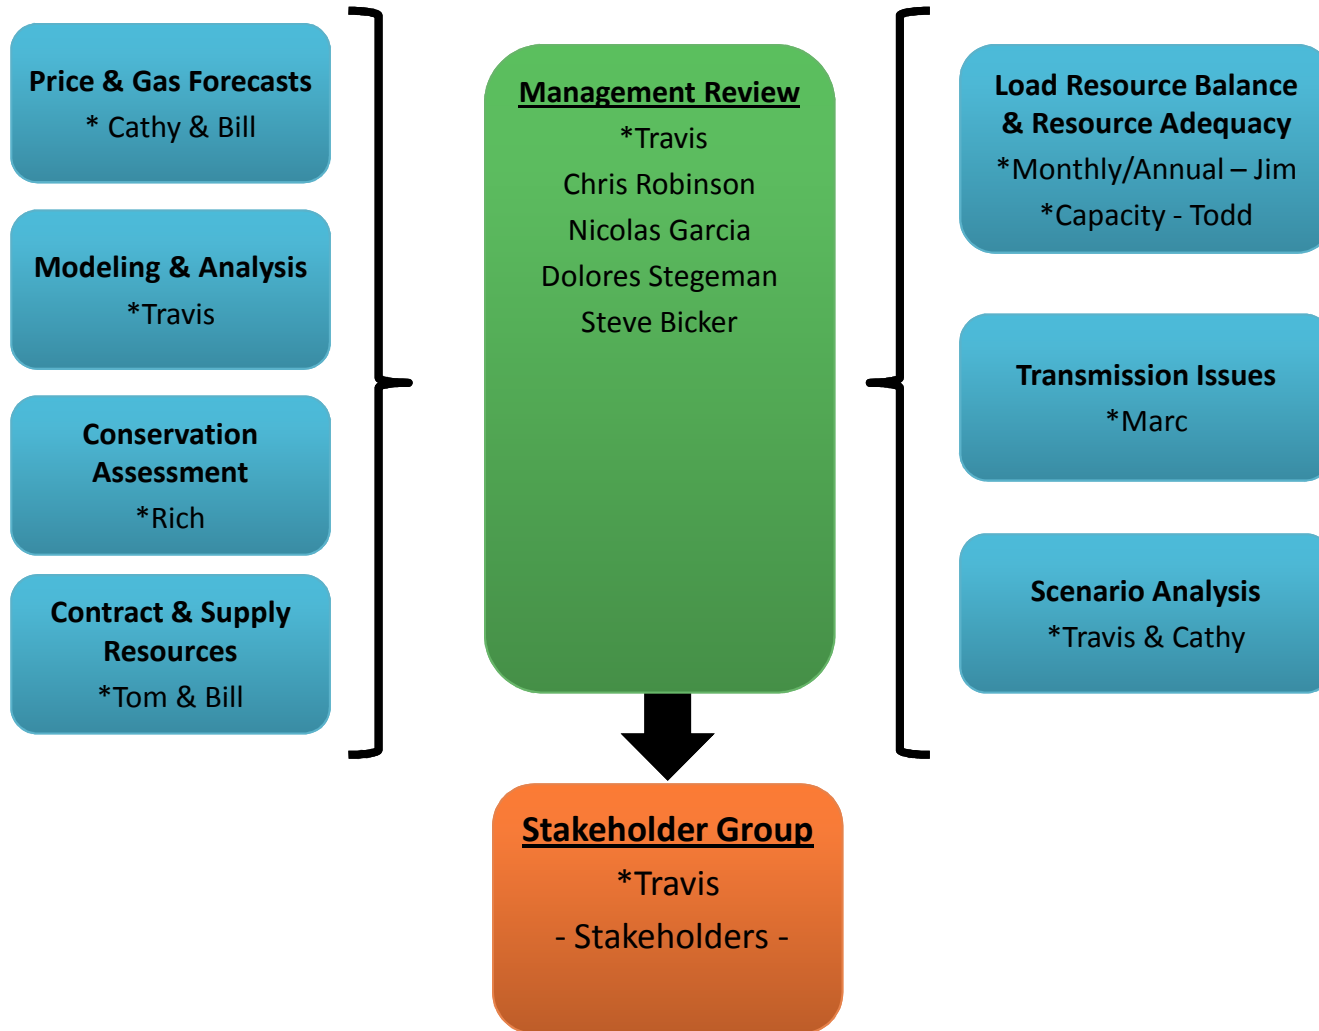 Price & Gas Forecasts
* Cathy & Bill
Modeling & Analysis
*Travis
Conservation
Assessment
*Rich
Contract & Supply
Resources
*Tom & Bill
Management Review
*Travis
Chris Robinson
Nicolas Garcia
Dolores Stegeman
Steve Bicker
Load Resource Balance
& Resource Adequacy
*Monthly/Annual – Jim
*Capacity - Todd
Transmission Issues
*Marc
Scenario Analysis
*Travis & Cathy
Stakeholder Group
*Travis
- Stakeholders -